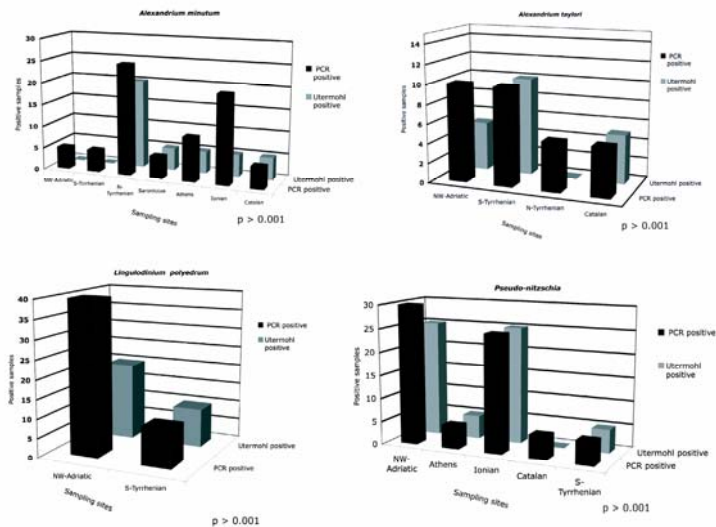 Alexandrium minutum
30
25
20
15
10
5
0
Positive samples
NW-Adriatic
S-Tyrrhenian
N-Tyrrhenian
Saronicove
Athens
Ionian
Catalan
Sampling sites
PCR positive
Utermohl positive
Utermohl positive
PCR positive
p > 0.001
Alexandrium taylori
14
12
10
8
6
4
2
0
Positive samples
NW-Adriatic
S-Tyrrhenian
N-Tyrrhenian
Catalan
Sampling sites
PCR positive
Utermohl positive
Utermohl positive
PCR positive
p > 0.001
Lingulodinium polyedrum
40
35
30
25
20
15
10
5
0
Positive samples
NW-Adriatic
S-Tyrrhenian
Sampling sites
PCR positive
Utermohl
positive
Utermohl positive
PCR positive
p > 0.001
Pseudo-nitzschia
30
25
20
15
10
5
0
Positive samples
NW-
Adriatic
Athens
Ionian
Catalan
S-
Tyrrhenian
Sampling sites
PCR positive
Utermohl
positive
Utermohl positive
PCR positive
p > 0.001